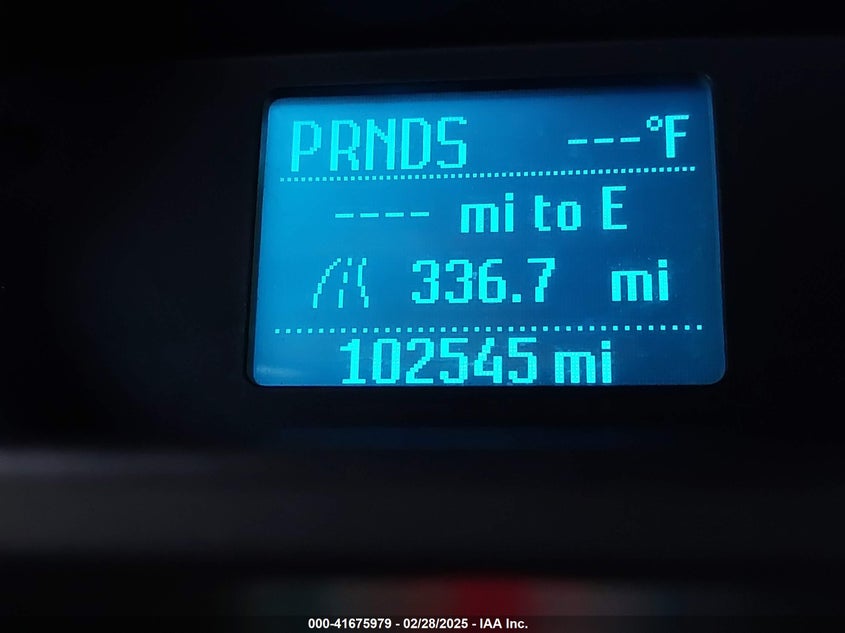 PRNDS ---°F
---- mi to E
336.7 mi
102545 mi
000-41675979 - 02/28/2025 - IAA Inc.